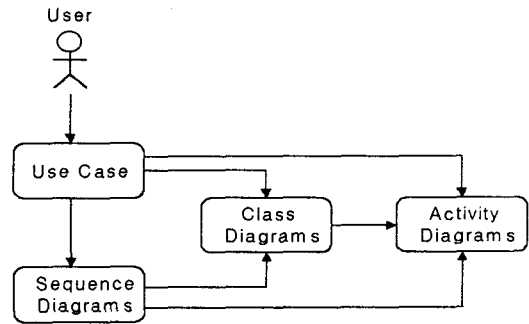 User
Use Case
Class
Diagrams
Activity
Diagrams
Sequence
Diagrams